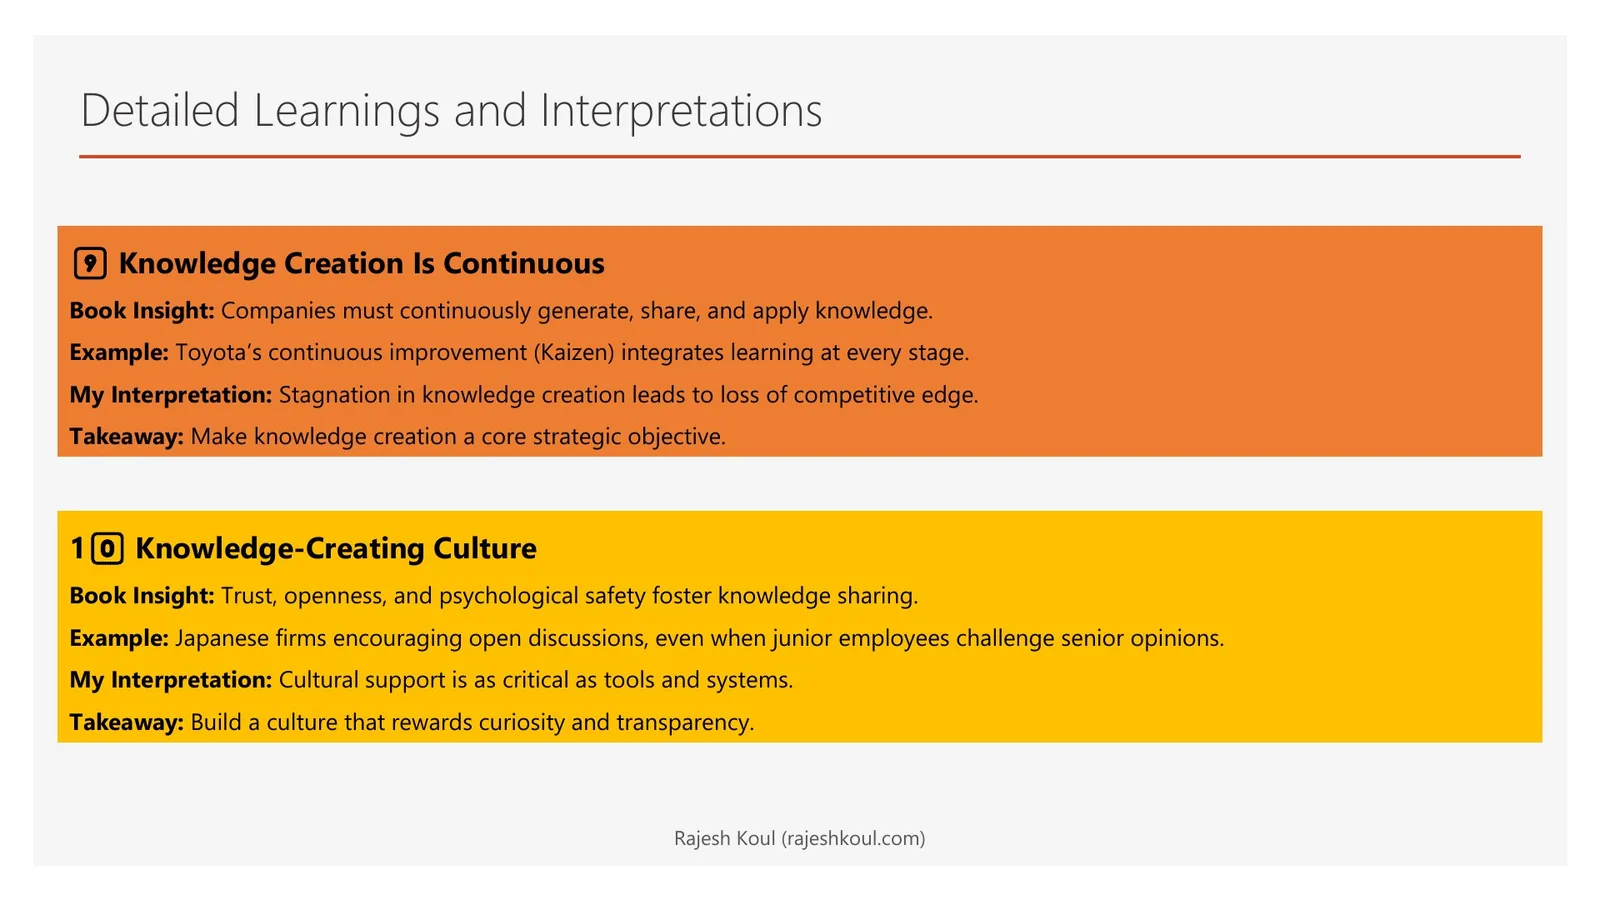 Detailed Learnings and Interpretations
9 Knowledge Creation Is Continuous
Book Insight: Companies must continuously generate, share, and apply knowledge.
Example: Toyota’s continuous improvement (Kaizen) integrates learning at every stage.
My Interpretation: Stagnation in knowledge creation leads to loss of competitive edge.
Takeaway: Make knowledge creation a core strategic objective.
10 Knowledge-Creating Culture
Book Insight: Trust, openness, and psychological safety foster knowledge sharing.
Example: Japanese firms encouraging open discussions, even when junior employees challenge senior opinions.
My Interpretation: Cultural support is as critical as tools and systems.
Takeaway: Build a culture that rewards curiosity and transparency.
Rajesh Koul (rajeshkoul.com)